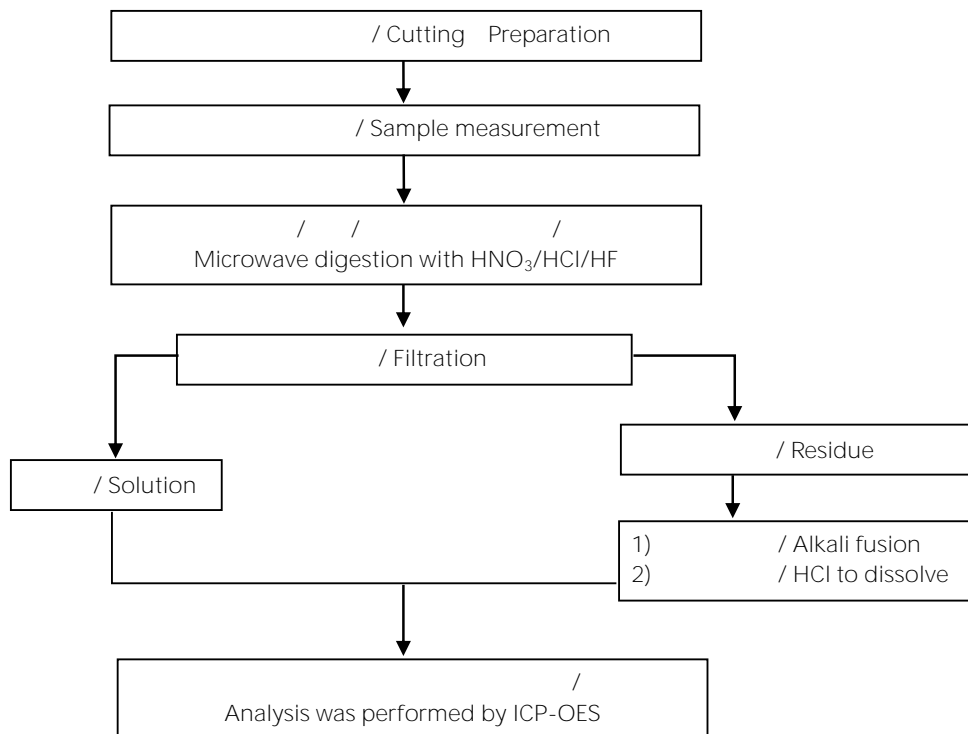 / Cutting Preparation
/ Sample measurement
/ / /
Microwave digestion with HNO₃/HCl/HF
/ Filtration
/ Residue
/ Solution
1) / Alkali fusion
2) / HCl to dissolve
/
Analysis was performed by ICP-OES